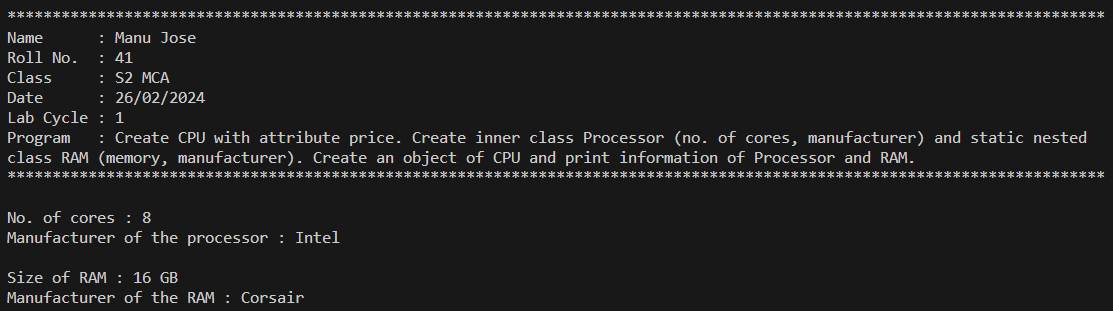 **************************************************************************************************************************
Name      : Manu Jose
Roll No.  : 41
Class     : S2 MCA
Date      : 26/02/2024
Lab Cycle : 1
Program   : Create CPU with attribute price. Create inner class Processor (no. of cores, manufacturer) and static nested
class RAM (memory, manufacturer). Create an object of CPU and print information of Processor and RAM.
**************************************************************************************************************************
No. of cores : 8
Manufacturer of the processor : Intel
Size of RAM : 16 GB
Manufacturer of the RAM : Corsair